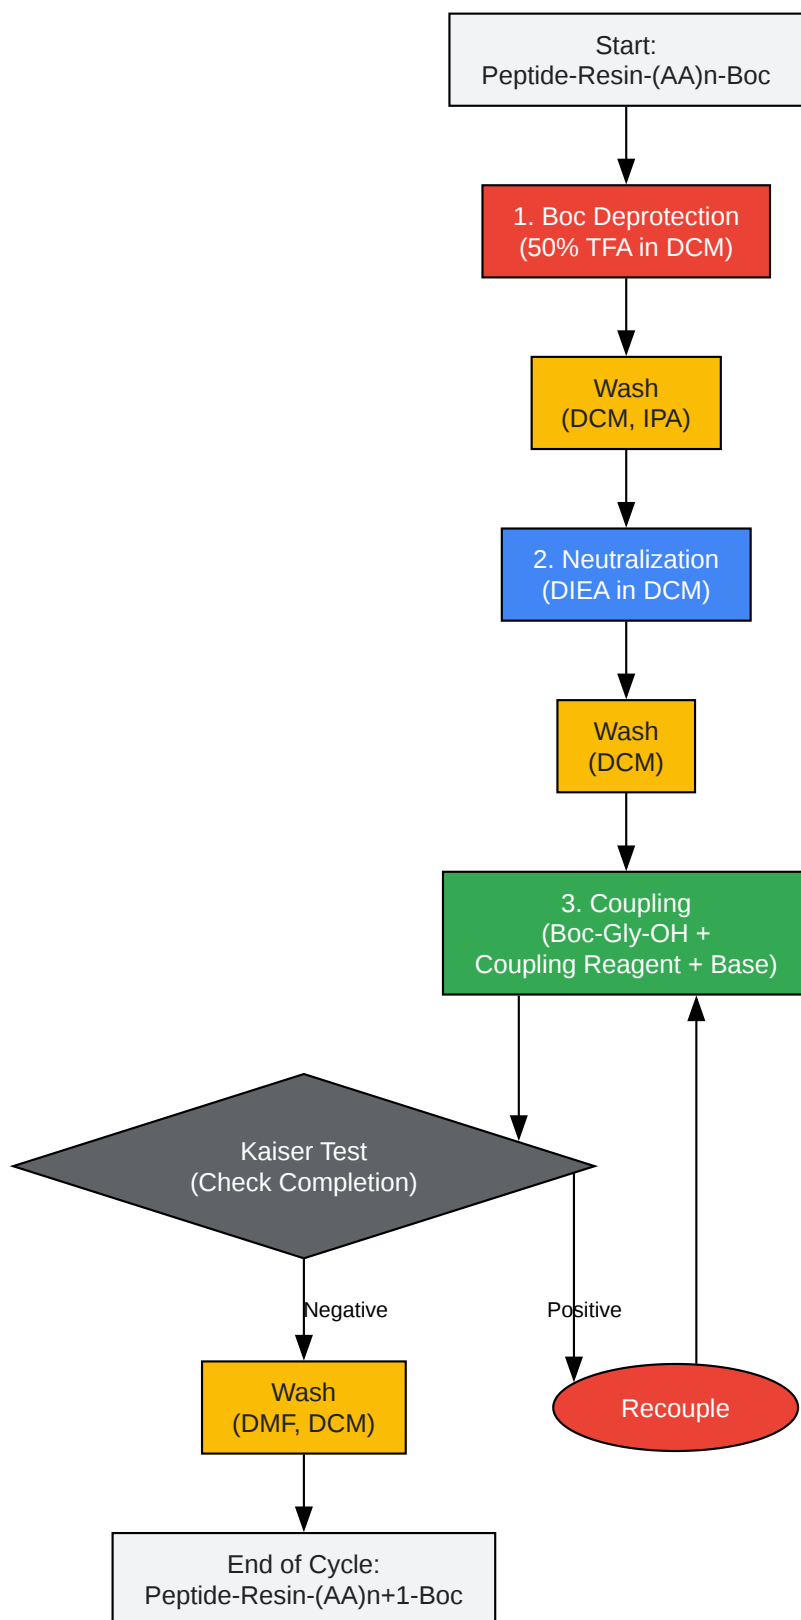 Start:
Peptide-Resin-(AA)n-Boc
1. Boc Deprotection
(50% TFA in DCM)
Wash
(DCM, IPA)
2. Neutralization
(DIEA in DCM)
Wash
(DCM)
3. Coupling
(Boc-Gly-OH +
Coupling Reagent + Base)
Kaiser Test
(Check Completion)
Negative
Positive
Wash
(DMF, DCM)
Recouple
End of Cycle:
Peptide-Resin-(AA)n+1-Boc